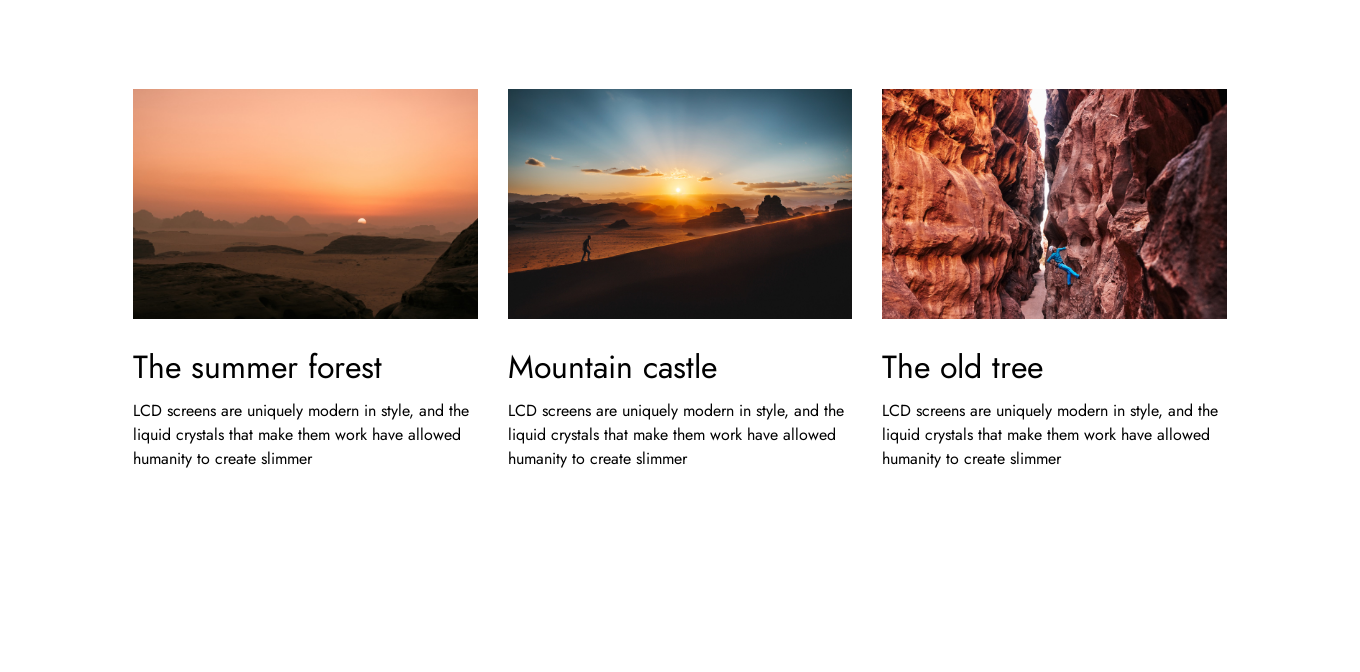 The summer forest
LCD screens are uniquely modern in style, and the
liquid crystals that make them work have allowed
humanity to create slimmer
Mountain castle
LCD screens are uniquely modern in style, and the
liquid crystals that make them work have allowed
humanity to create slimmer
The old tree
LCD screens are uniquely modern in style, and the
liquid crystals that make them work have allowed
humanity to create slimmer